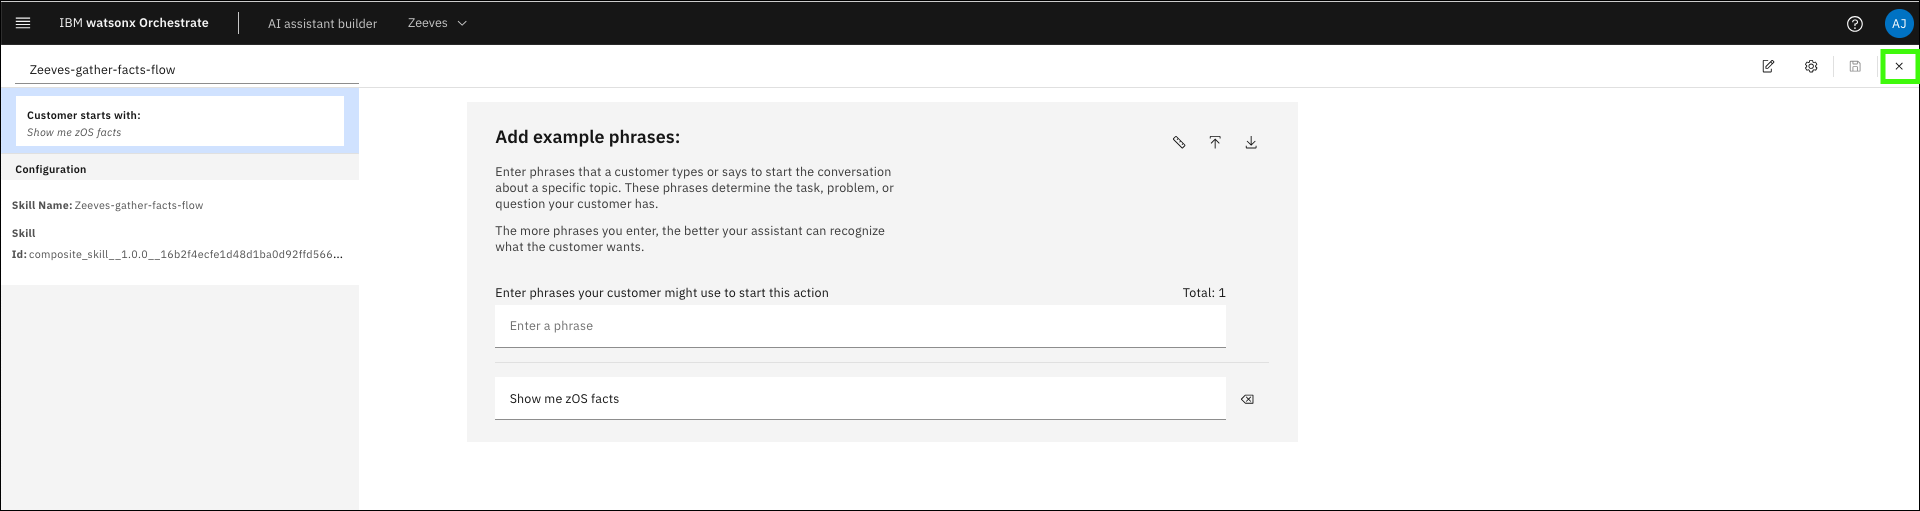 IBM watsonx Orchestrate
AI assistant builder
Zeeves
AJ
Zeeves-gather-facts-flow
Customer starts with:
Show me zOS facts
Configuration
Skill Name: Zeeves-gather-facts-flow
Skill
Id: composite_skill__1.0.0__16b2f4ecfe1d48d1ba0d92ffd566...
Add example phrases:
Enter phrases that a customer types or says to start the conversation
about a specific topic. These phrases determine the task, problem, or
question your customer has.
The more phrases you enter, the better your assistant can recognize
what the customer wants.
Enter phrases your customer might use to start this action
Total: 1
Enter a phrase
Show me zOS facts